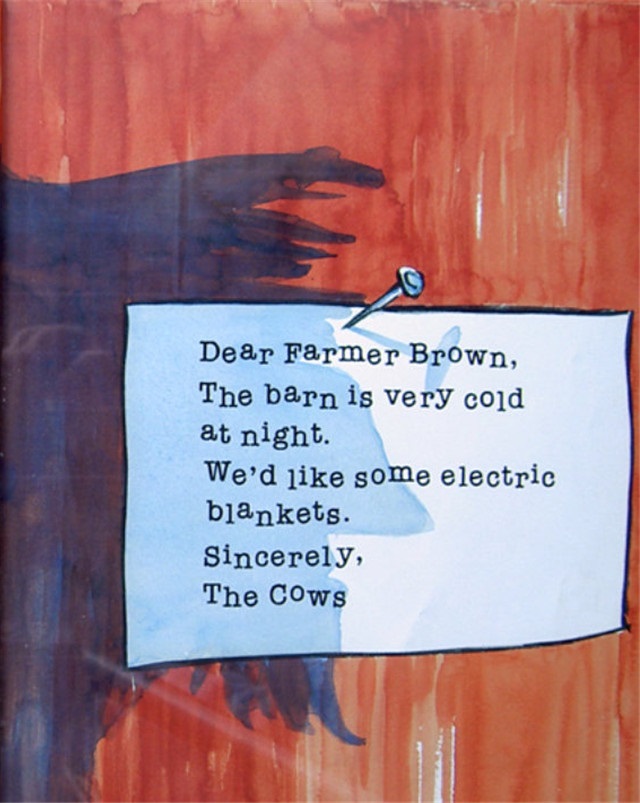 Dear Farmer Brown,
The barn is very cold
at night.
We'd like some electric
blankets.
Sincerely,
The Cows